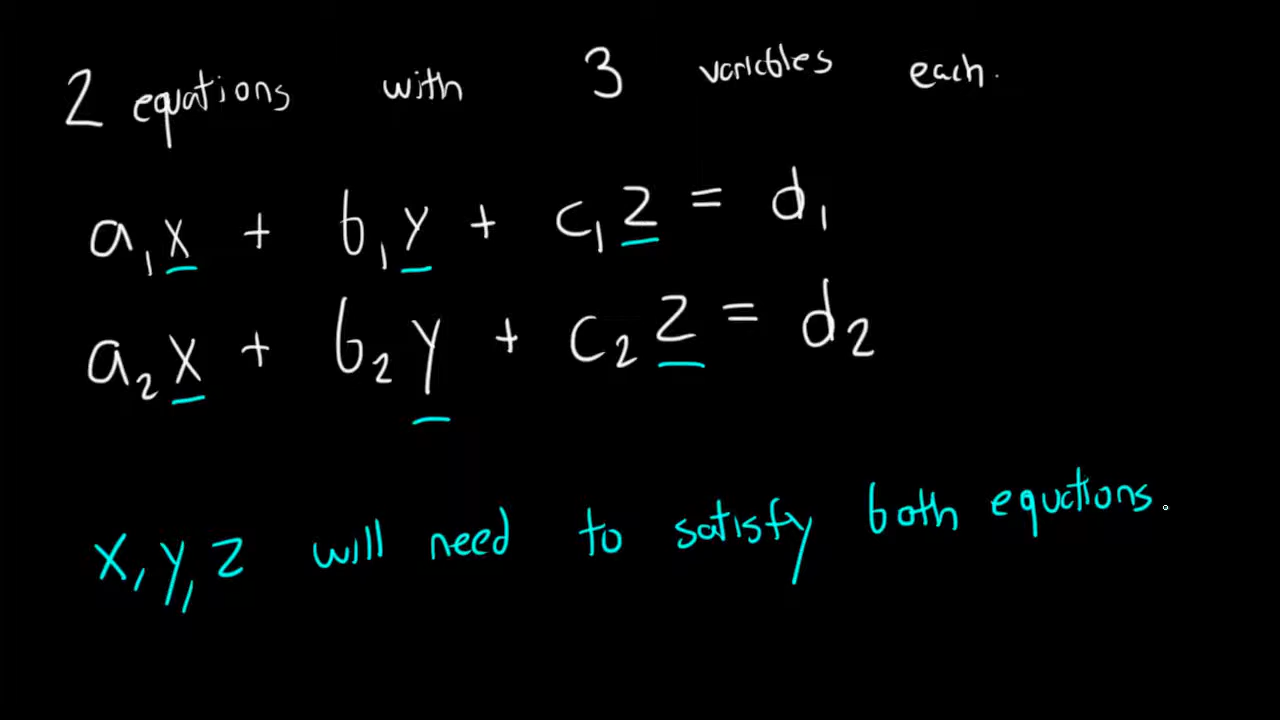 2 equations with 3 variables each.
a₁x + b₁y + c₁z = d₁
a₂x + b₂y + c₂z = d₂
x, y, z will need to satisfy both equations.